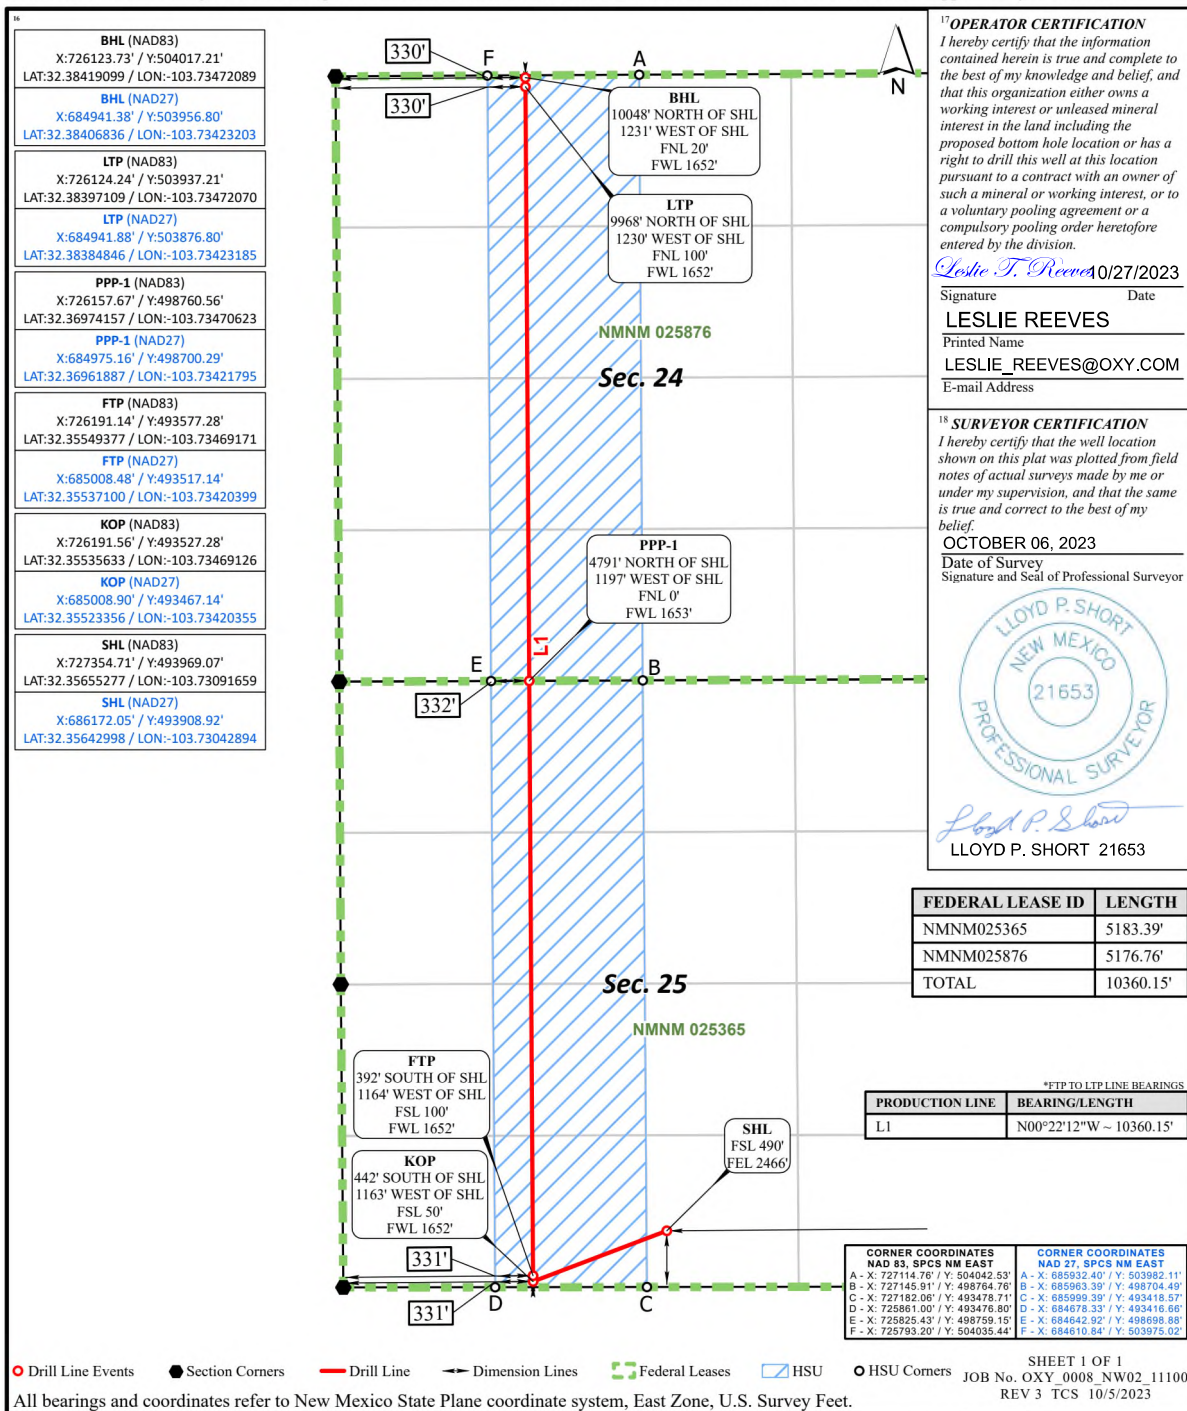 16
BHL (NAD83)
X:726123.73' / Y:504017.21'
LAT:32.38419099 / LON:-103.73472089
BHL (NAD27)
X:684941.38' / Y:503956.80'
LAT:32.38406836 / LON:-103.73423203
LTP (NAD83)
X:726124.24' / Y:503937.21'
LAT:32.38397109 / LON:-103.73472070
LTP (NAD27)
X:684941.88' / Y:503876.80'
LAT:32.38384846 / LON:-103.73423185
PPP-1 (NAD83)
X:726157.67' / Y:498760.56'
LAT:32.36974157 / LON:-103.73470623
PPP-1 (NAD27)
X:684975.16' / Y:498700.29'
LAT:32.36961887 / LON:-103.73421795
FTP (NAD83)
X:726191.14' / Y:493577.28'
LAT:32.35549377 / LON:-103.73469171
FTP (NAD27)
X:685008.48' / Y:493517.14'
LAT:32.35537100 / LON:-103.73420399
KOP (NAD83)
X:726191.56' / Y:493527.28'
LAT:32.35535633 / LON:-103.73469126
KOP (NAD27)
X:685008.90' / Y:493467.14'
LAT:32.35523356 / LON:-103.73420355
SHL (NAD83)
X:727354.71' / Y:493969.07'
LAT:32.35655277 / LON:-103.73091659
SHL (NAD27)
X:686172.05' / Y:493908.92'
LAT:32.35642998 / LON:-103.73042894
330'
F
A
N
330'
BHL
10048' NORTH OF SHL
1231' WEST OF SHL
FNL 20'
FWL 1652'
LTP
9968' NORTH OF SHL
1230' WEST OF SHL
FNL 100'
FWL 1652'
NMNM 025876
Sec. 24
PPP-1
4791' NORTH OF SHL
1197' WEST OF SHL
FNL 0'
FWL 1653'
L1
E
B
332'
Sec. 25
NMNM 025365
FTP
392' SOUTH OF SHL
1164' WEST OF SHL
FSL 100'
FWL 1652'
KOP
442' SOUTH OF SHL
1163' WEST OF SHL
FSL 50'
FWL 1652'
SHL
FSL 490'
FEL 2466'
331'
331'
D
C
17 OPERATOR CERTIFICATION
I hereby certify that the information
contained herein is true and complete to
the best of my knowledge and belief, and
that this organization either owns a
working interest or unleased mineral
interest in the land including the
proposed bottom hole location or has a
right to drill this well at this location
pursuant to a contract with an owner of
such a mineral or working interest, or to
a voluntary pooling agreement or a
compulsory pooling order heretofore
entered by the division.
Leslie T. Reeves 10/27/2023
Signature Date
LESLIE REEVES
Printed Name
LESLIE_REEVES@OXY.COM
E-mail Address
18 SURVEYOR CERTIFICATION
I hereby certify that the well location
shown on this plat was plotted from field
notes of actual surveys made by me or
under my supervision, and that the same
is true and correct to the best of my
belief.
OCTOBER 06, 2023
Date of Survey
Signature and Seal of Professional Surveyor
LLOYD P. SHORT
NEW MEXICO
21653
PROFESSIONAL SURVEYOR
Lloyd P. Short
LLOYD P. SHORT 21653
FEDERAL LEASE ID LENGTH
NMNM025365 5183.39'
NMNM025876 5176.76'
TOTAL 10360.15'
*FTP TO LTP LINE BEARINGS
PRODUCTION LINE BEARING/LENGTH
L1 N00°22'12"W ~ 10360.15'
CORNER COORDINATES
NAD 83, SPCS NM EAST
A - X: 727114.76' / Y: 504042.53'
B - X: 727145.91' / Y: 498764.76'
C - X: 727182.06' / Y: 493478.71'
D - X: 725861.00' / Y: 493476.80'
E - X: 725825.43' / Y: 498759.15'
F - X: 725793.20' / Y: 504035.44'
CORNER COORDINATES
NAD 27, SPCS NM EAST
A - X: 685932.40' / Y: 503982.11'
B - X: 685963.39' / Y: 498704.49'
C - X: 685999.39' / Y: 493418.57'
D - X: 684678.33' / Y: 493416.66'
E - X: 684642.92' / Y: 498698.88'
F - X: 684610.84' / Y: 503975.02'
Drill Line Events Section Corners Drill Line Dimension Lines Federal Leases HSU HSU Corners
SHEET 1 OF 1
JOB No. OXY_0008_NW02_11100
REV 3 TCS 10/5/2023
All bearings and coordinates refer to New Mexico State Plane coordinate system, East Zone, U.S. Survey Feet.